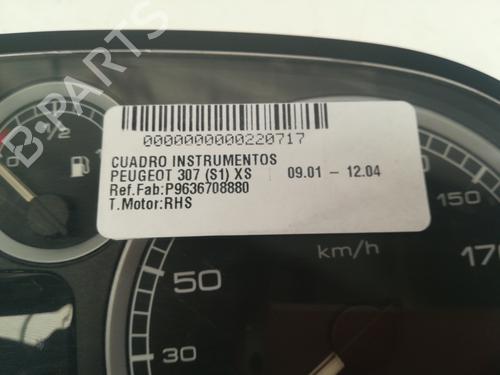 B-PARTS
1/2
0000000000220717
CUADRO INSTRUMENTOS
PEUGEOT 307 (S1) XS 09.01 – 12.04
Ref.Fab:P9636708880
T.Motor:RHS
km/h
150
170
50
30